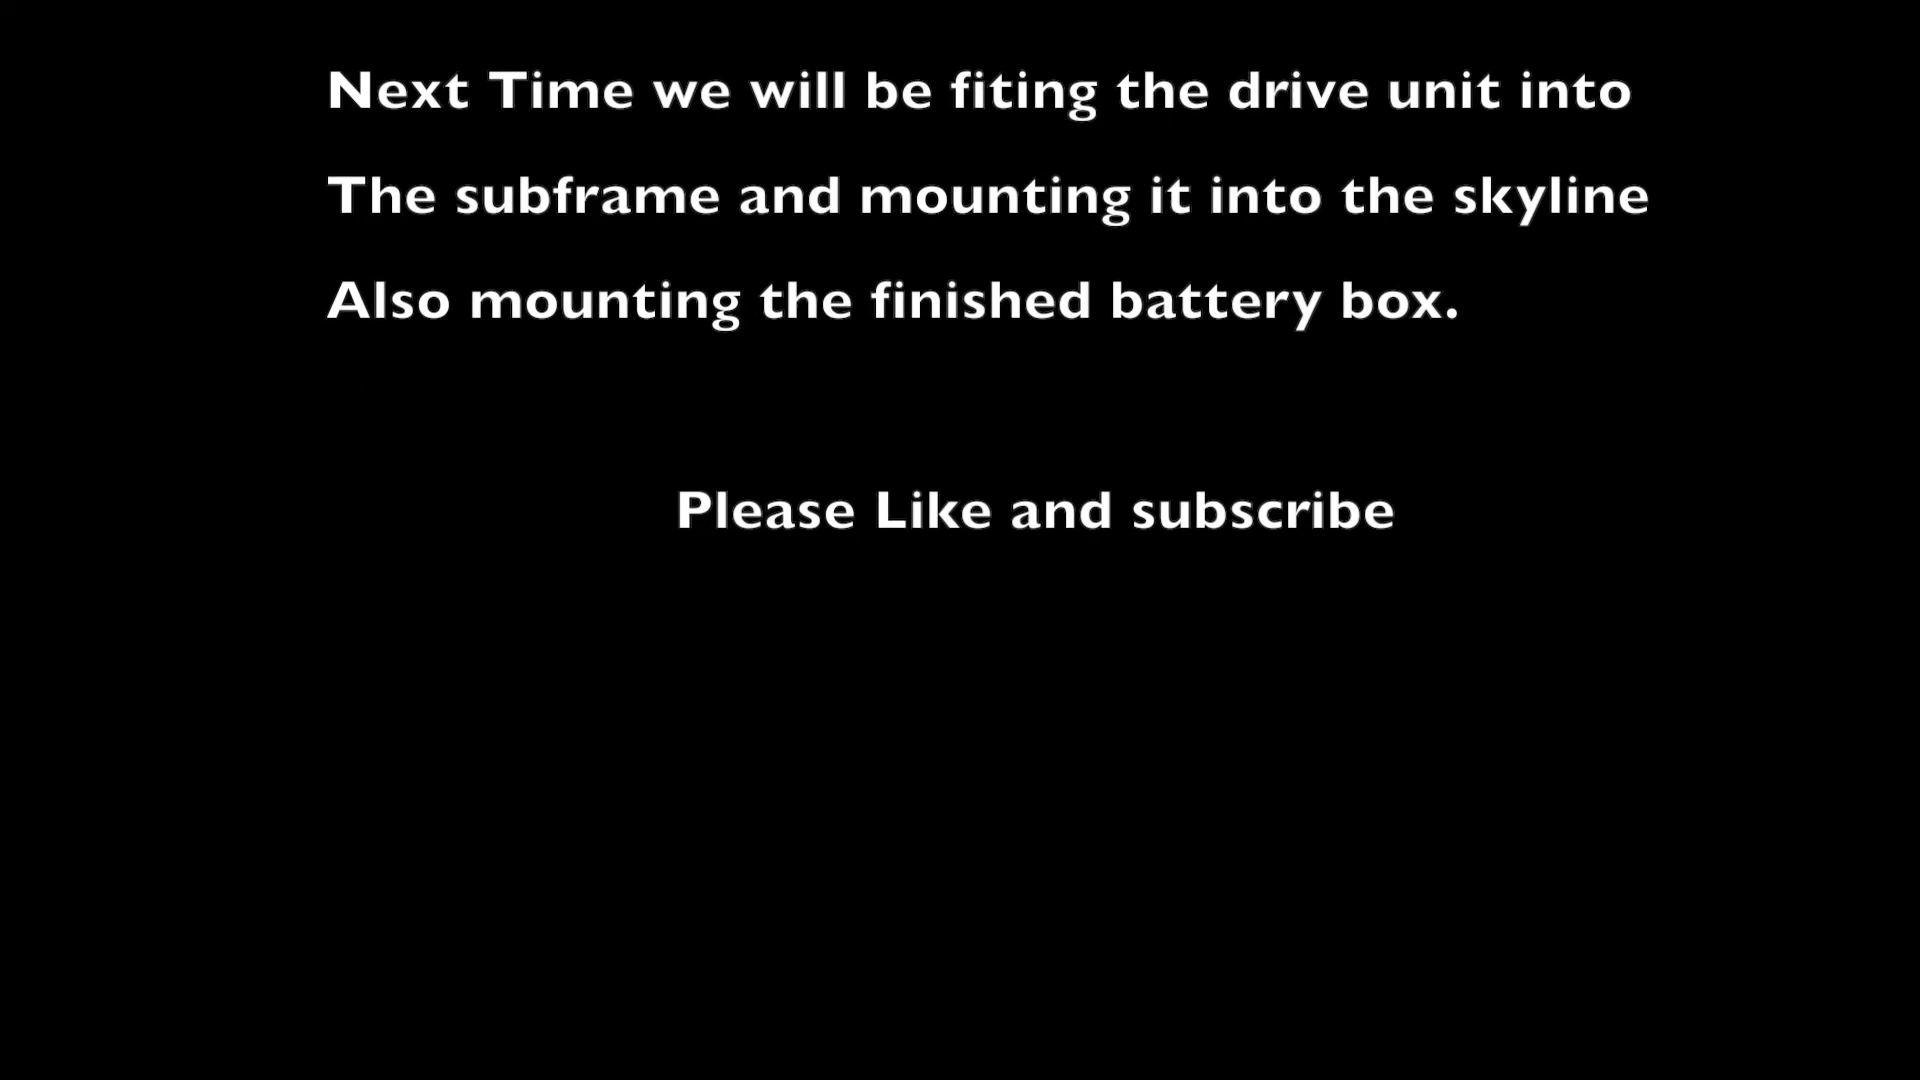 Next Time we will be fiting the drive unit into
The subframe and mounting it into the skyline
Also mounting the finished battery box.
Please Like and subscribe